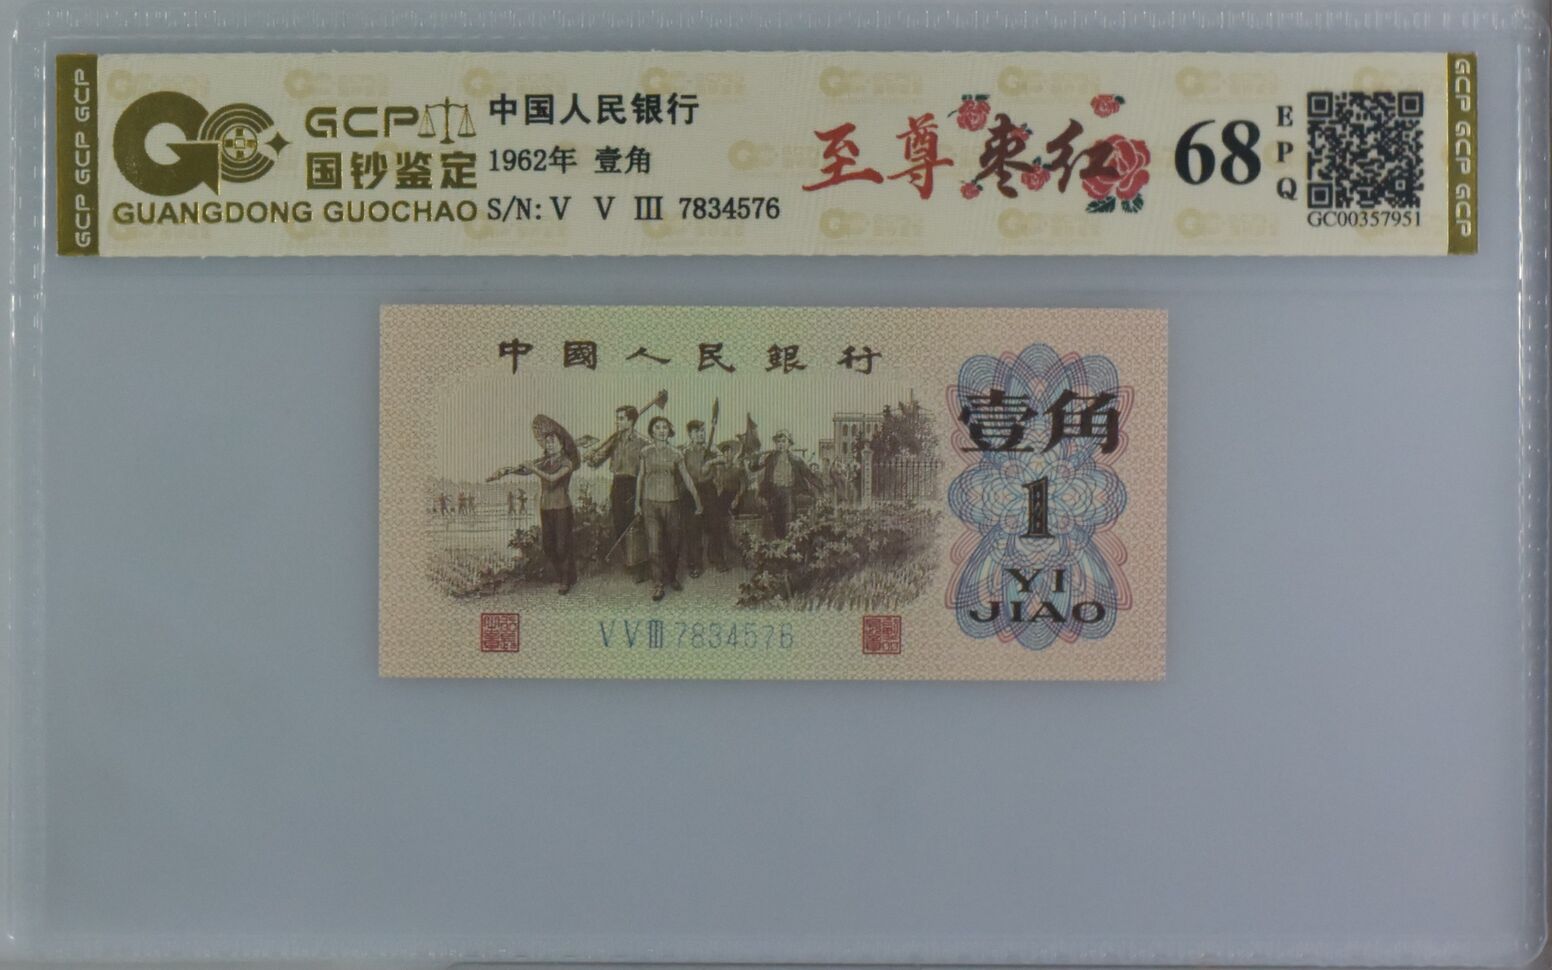 GCP GCP GCP
GCP
国钞鉴定
GUANGDONG GUOCHAO
中国人民银行
1962年 壹角
S/N: V V III 7834576
至尊枣红
68
EPQ
GC00357951
GCP GCP GCP
中國人民銀行
壹角
1
YI
JIAO
V V III 7834576